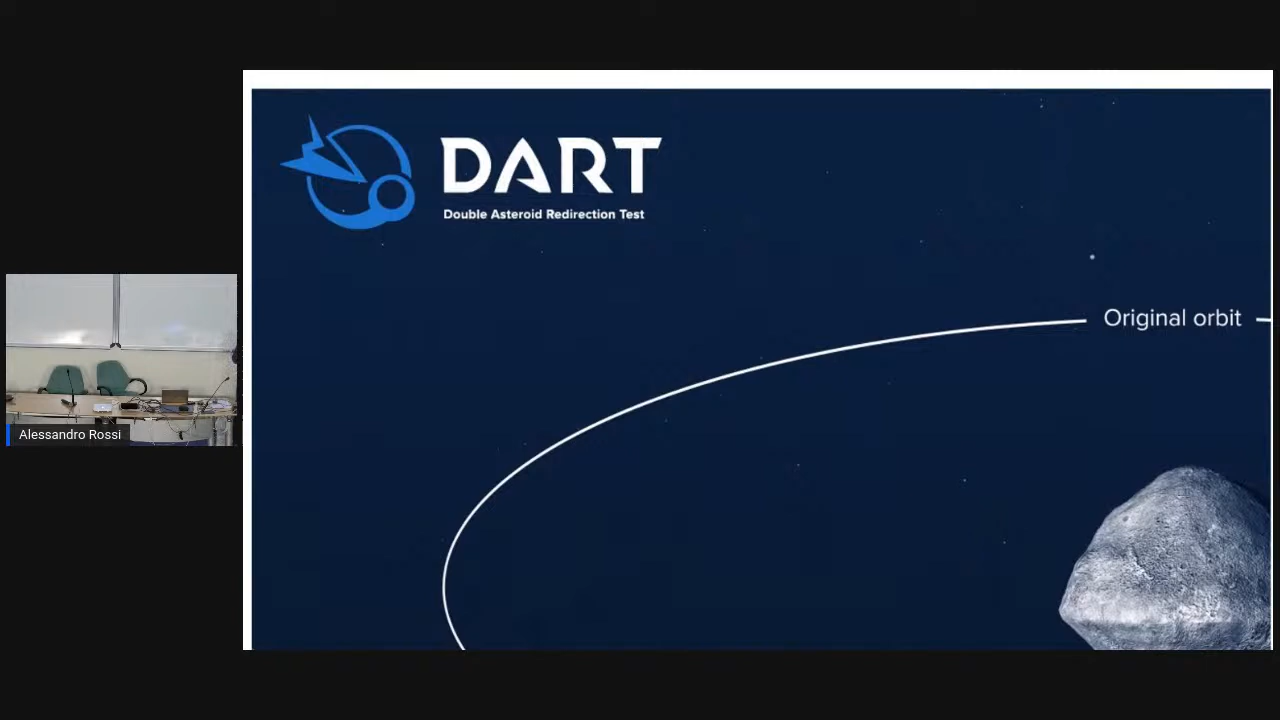 DART
Double Asteroid Redirection Test
Original orbit
Alessandro Rossi